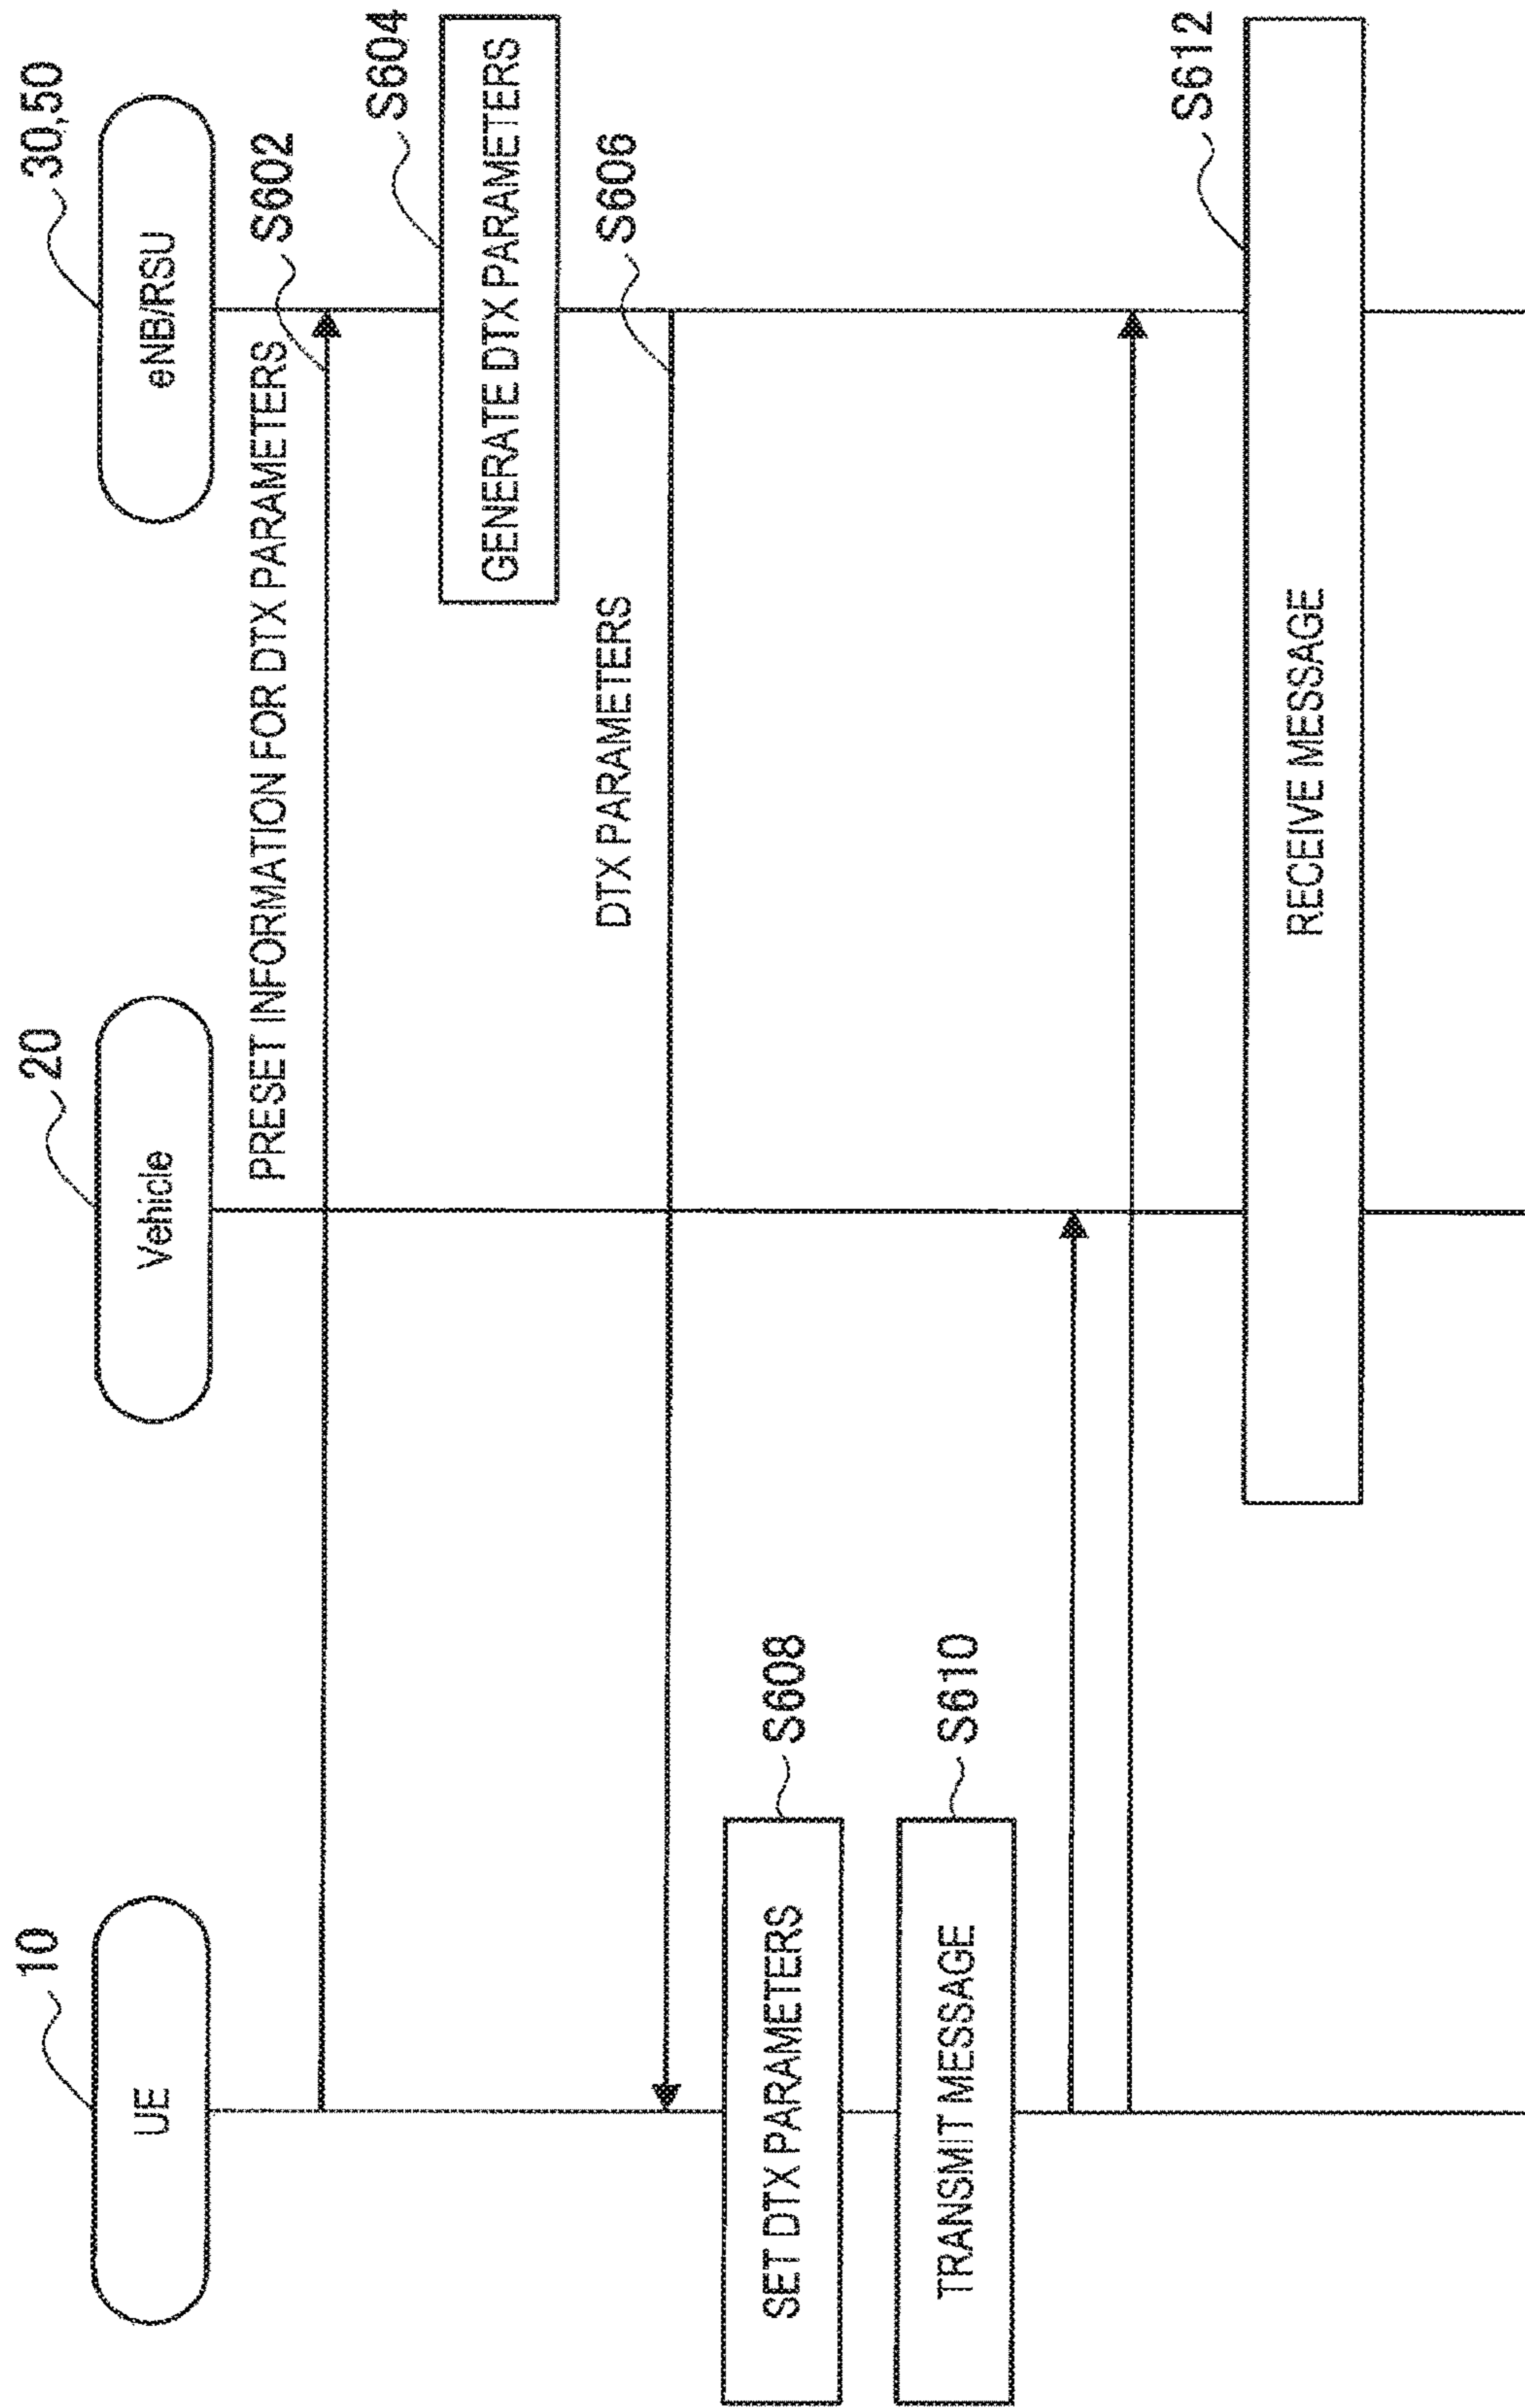 10
UE
20
Vehicle
30,50
eNB/RSU
PRESET INFORMATION FOR DTX PARAMETERS
S602
S604
GENERATE DTX PARAMETERS
DTX PARAMETERS
S606
SET DTX PARAMETERS
S608
TRANSMIT MESSAGE
S610
S612
RECEIVE MESSAGE